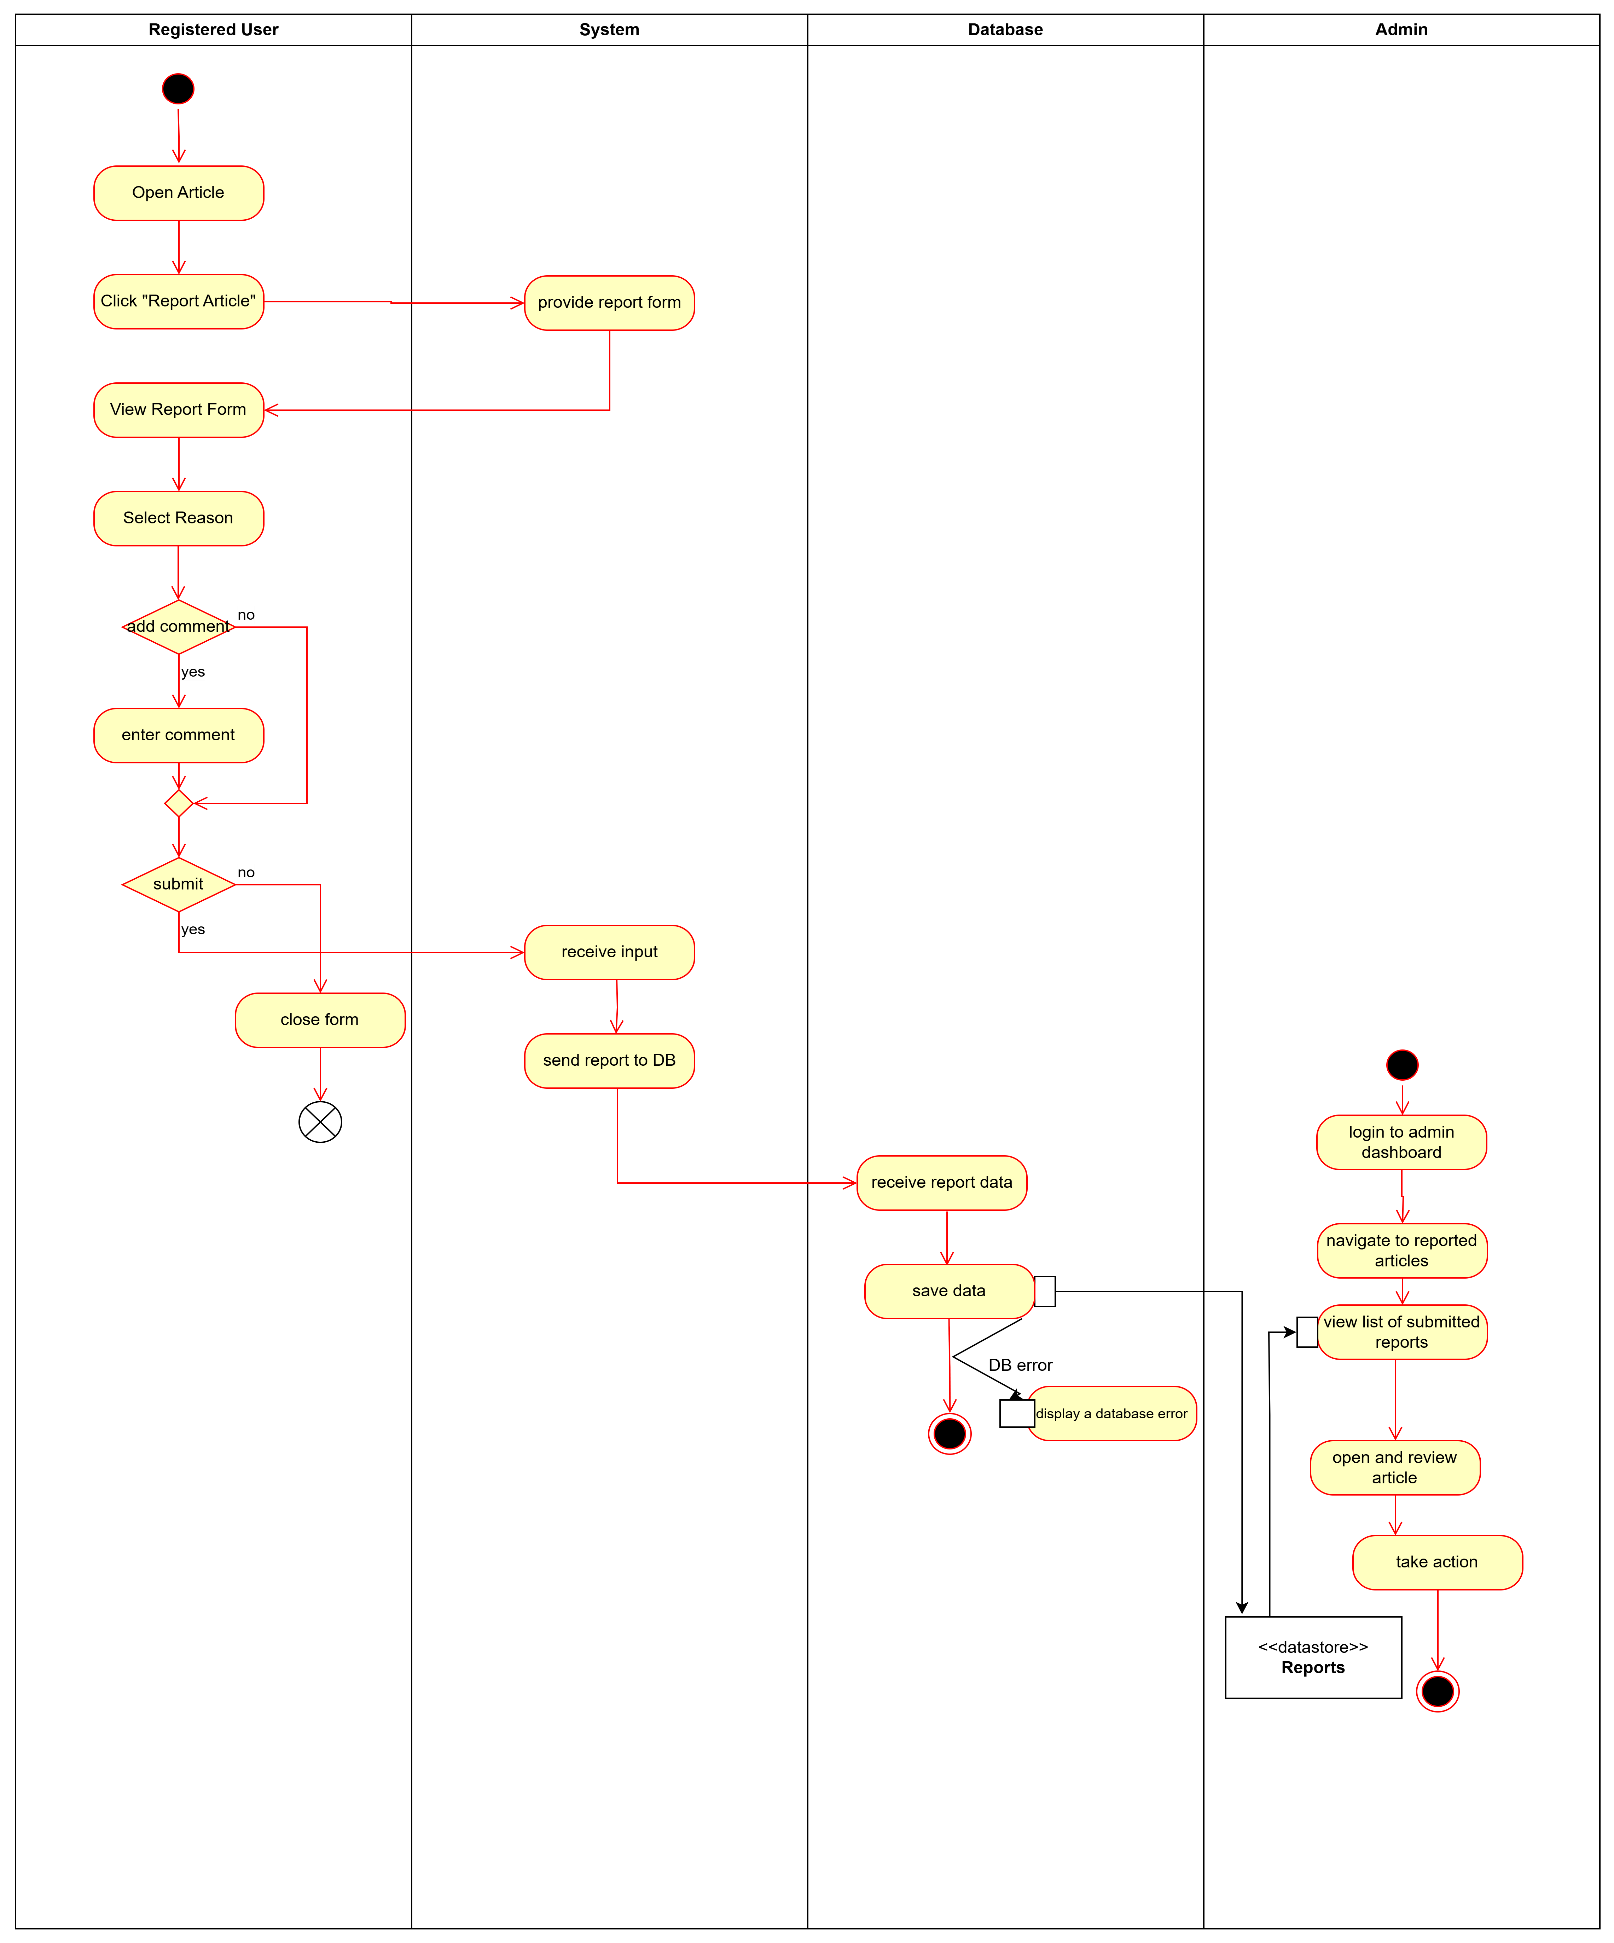 Registered User
System
Database
Admin
Open Article
Click "Report Article"
provide report form
View Report Form
Select Reason
add comment
no
yes
enter comment
submit
no
yes
receive input
close form
send report to DB
login to admin
dashboard
receive report data
navigate to reported
articles
save data
view list of submitted
reports
DB error
display a database error
open and review
article
take action
<<datastore>>
Reports